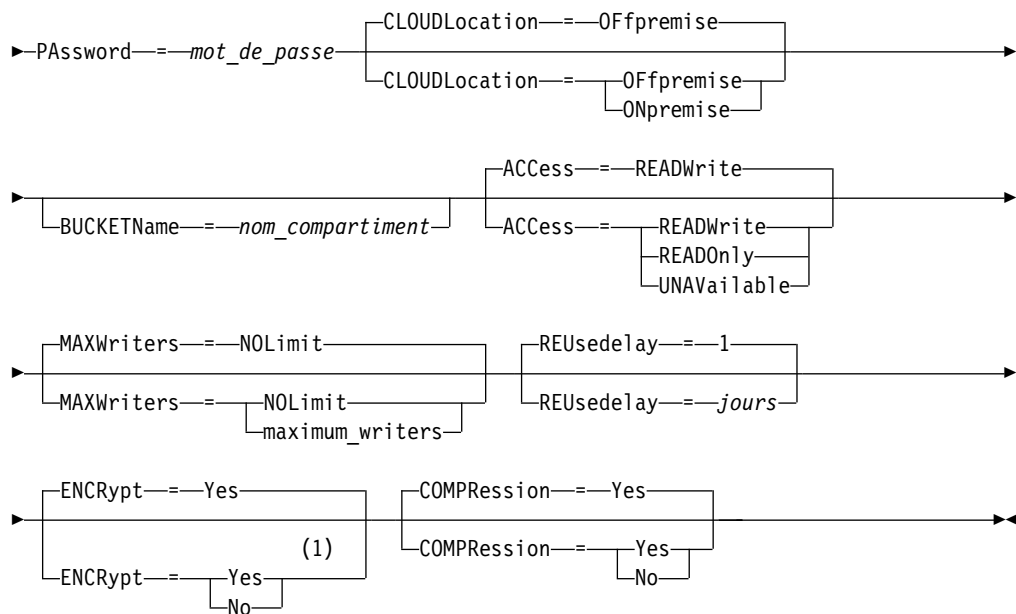 CLOUDLocation = OFfpremise
PAssword = mot_de_passe
CLOUDLocation = OFfpremise
ONpremise
ACCess = READWrite
BUCKETName = nom_compartiment
ACCess = READWrite
READOnly
UNAVailable
MAXWriters = NOLimit
REUsedelay = 1
MAXWriters = NOLimit
maximum_writers
REUsedelay = jours
ENCRypt = Yes
COMPRession = Yes
(1)
ENCRypt = Yes
No
COMPRession = Yes
No